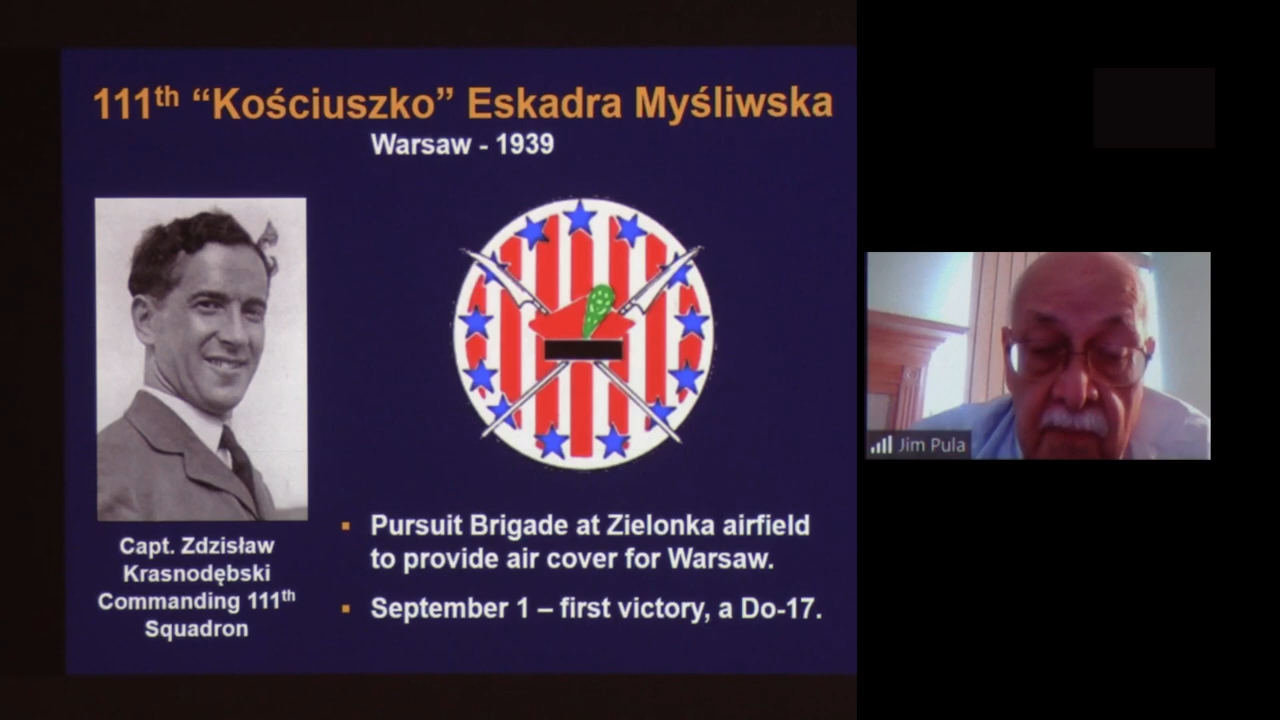 111th “Kościuszko” Eskadra Myśliwska
Warsaw - 1939
Capt. Zdzisław
Krasnodębski
Commanding 111th
Squadron
▪ Pursuit Brigade at Zielonka airfield
to provide air cover for Warsaw.
▪ September 1 – first victory, a Do-17.
Jim Pula